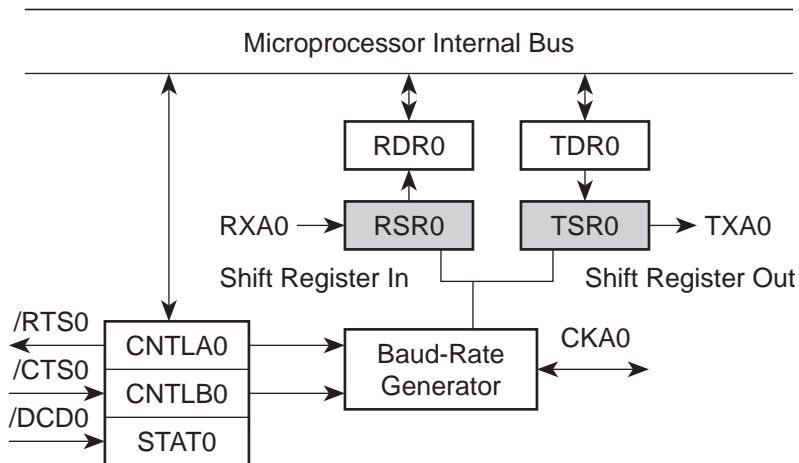 Microprocessor Internal Bus
RDR0
TDR0
RXA0
RSR0
TSR0
TXA0
Shift Register In
Shift Register Out
/RTS0
CNTLA0
Baud-Rate
Generator
CKA0
/CTS0
CNTLB0
/DCD0
STAT0